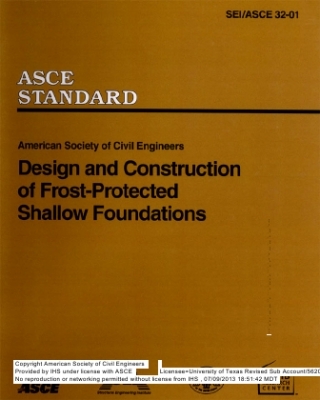 SEI/ASCE 32-01
ASCE
STANDARD
American Society of Civil Engineers
Design and Construction
of Frost-Protected
Shallow Foundations
Copyright American Society of Civil Engineers
Provided by IHS under license with ASCE
Licensee=University of Texas Revised Sub Account/5620
No reproduction or networking permitted without license from IHS , 07/09/2013 18:51:42 MDT
ASCE
CENTER